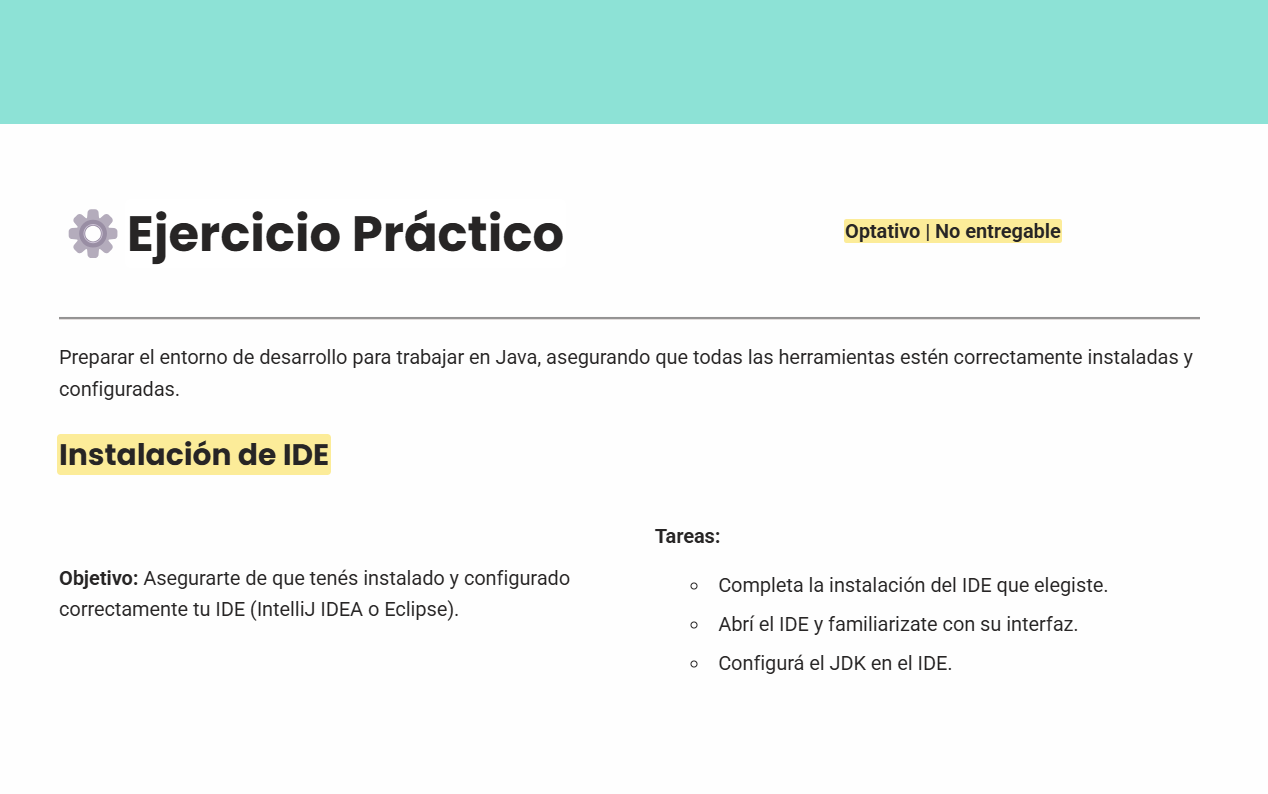 Ejercicio Práctico
Optativo | No entregable
Preparar el entorno de desarrollo para trabajar en Java, asegurando que todas las herramientas estén correctamente instaladas y
configuradas.
Instalación de IDE
Objetivo: Asegurarte de que tenés instalado y configurado
correctamente tu IDE (IntelliJ IDEA o Eclipse).
Tareas:
Completa la instalación del IDE que elegiste.
Abrí el IDE y familiarizate con su interfaz.
Configurá el JDK en el IDE.